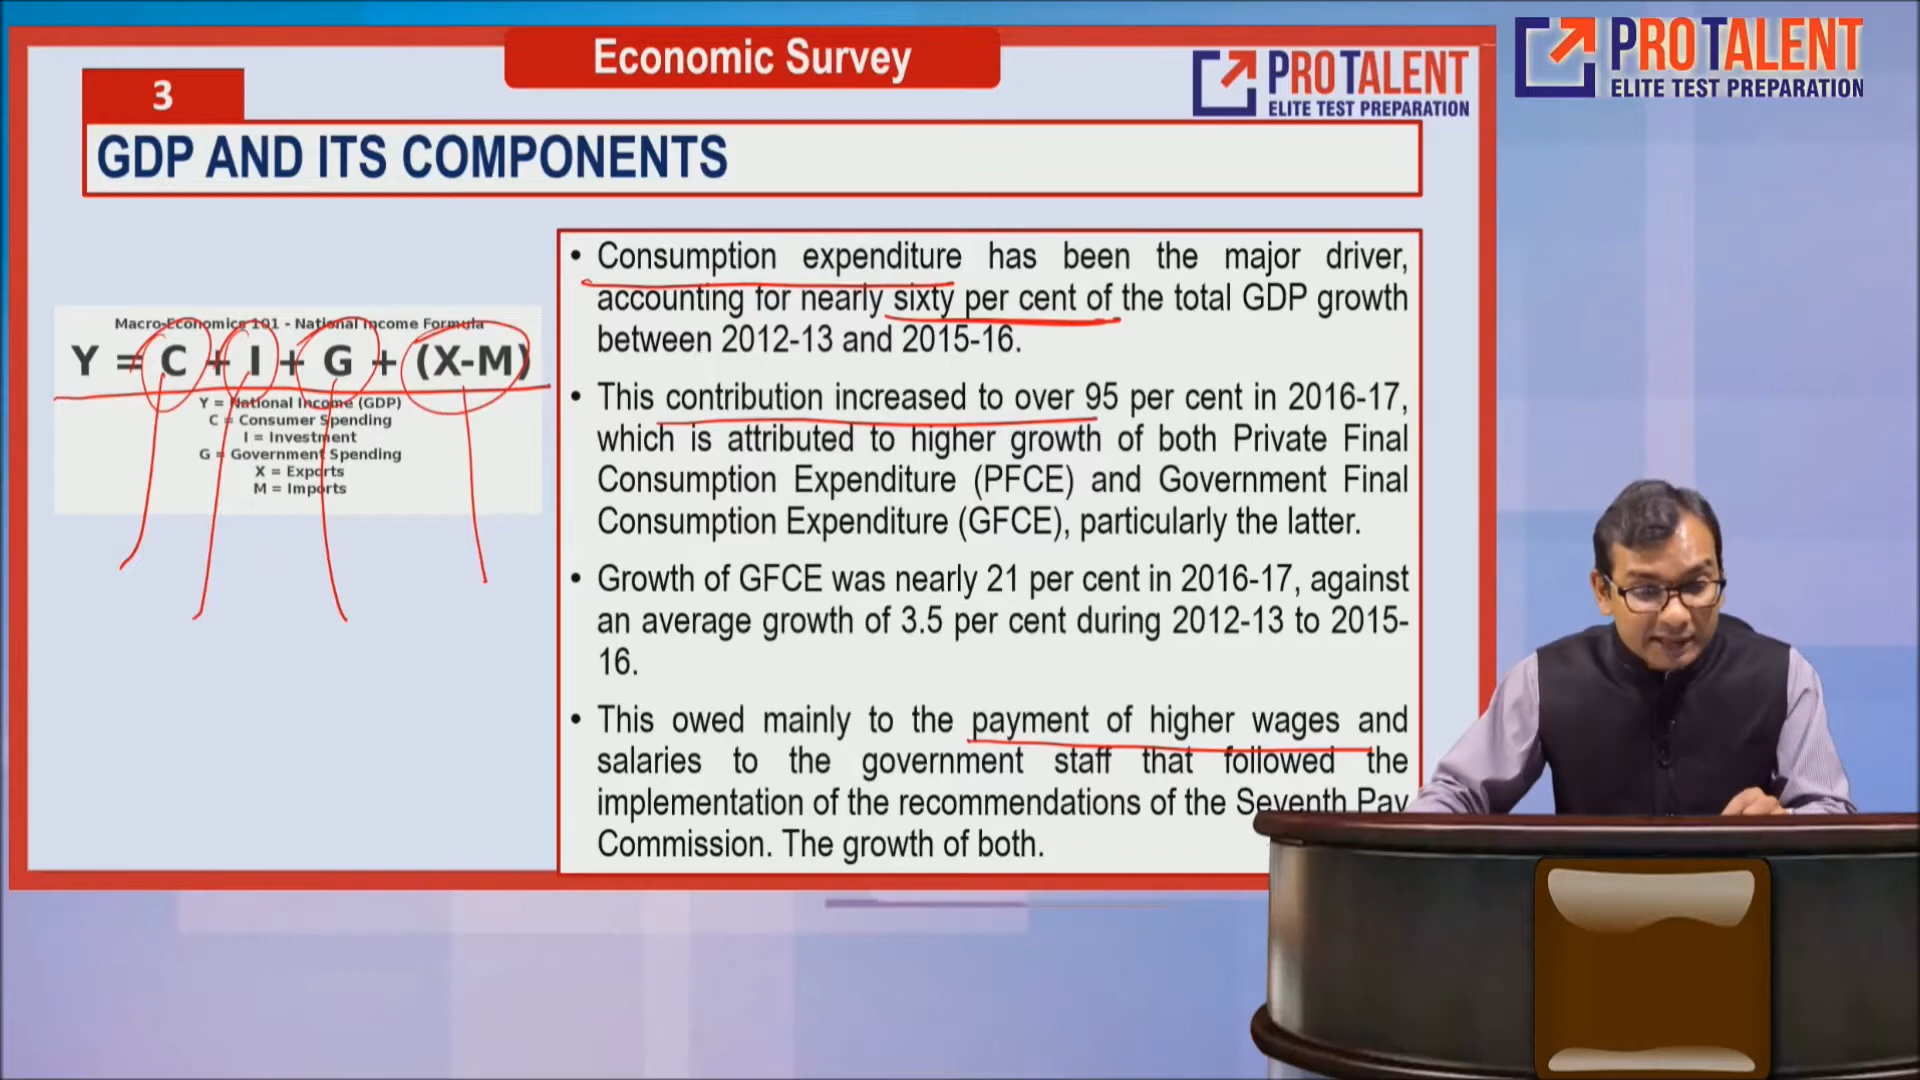 Economic Survey
PROTALENT
ELITE TEST PREPARATION
PROTALENT
ELITE TEST PREPARATION
3
GDP AND ITS COMPONENTS
Macro-Economics 101 - National Income Formula
Y = C + I + G + (X-M)
Y = National Income (GDP)
C = Consumer Spending
I = Investment
G = Government Spending
X = Exports
M = Imports
• Consumption expenditure has been the major driver,
accounting for nearly sixty per cent of the total GDP growth
between 2012-13 and 2015-16.
• This contribution increased to over 95 per cent in 2016-17,
which is attributed to higher growth of both Private Final
Consumption Expenditure (PFCE) and Government Final
Consumption Expenditure (GFCE), particularly the latter.
• Growth of GFCE was nearly 21 per cent in 2016-17, against
an average growth of 3.5 per cent during 2012-13 to 2015-
16.
• This owed mainly to the payment of higher wages and
salaries to the government staff that followed the
implementation of the recommendations of the Seventh Pay
Commission. The growth of both.